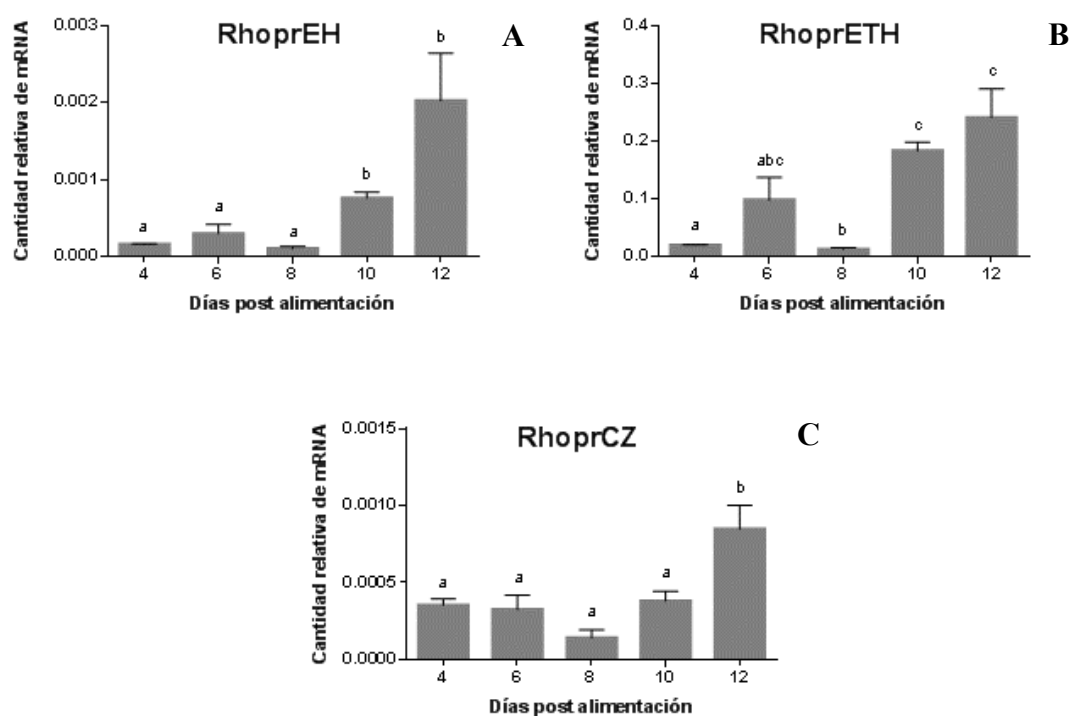 RhoprEH
A
Cantidad relativa de mRNA
0.003
0.002
0.001
0.000
a
a
a
b
b
4 6 8 10 12
Días post alimentación
RhoprETH
B
Cantidad relativa de mRNA
0.4
0.3
0.2
0.1
0.0
a
abc
b
c
c
4 6 8 10 12
Días post alimentación
RhoprCZ
C
Cantidad relativa de mRNA
0.0015
0.0010
0.0005
0.0000
a
a
a
a
b
4 6 8 10 12
Días post alimentación